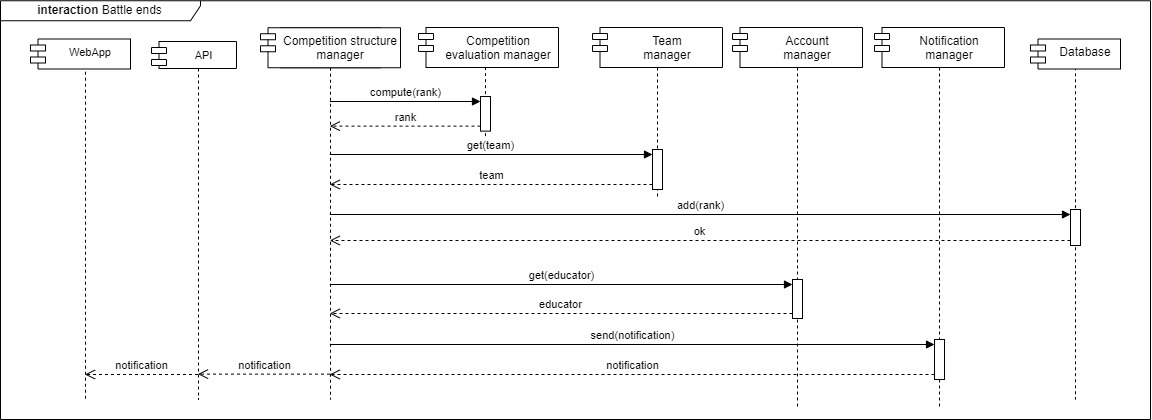 interaction Battle ends
WebApp
API
Competition structure
manager
Competition
evaluation manager
Team
manager
Account
manager
Notification
manager
Database
compute(rank)
rank
get(team)
team
add(rank)
ok
get(educator)
educator
send(notification)
notification
notification
notification